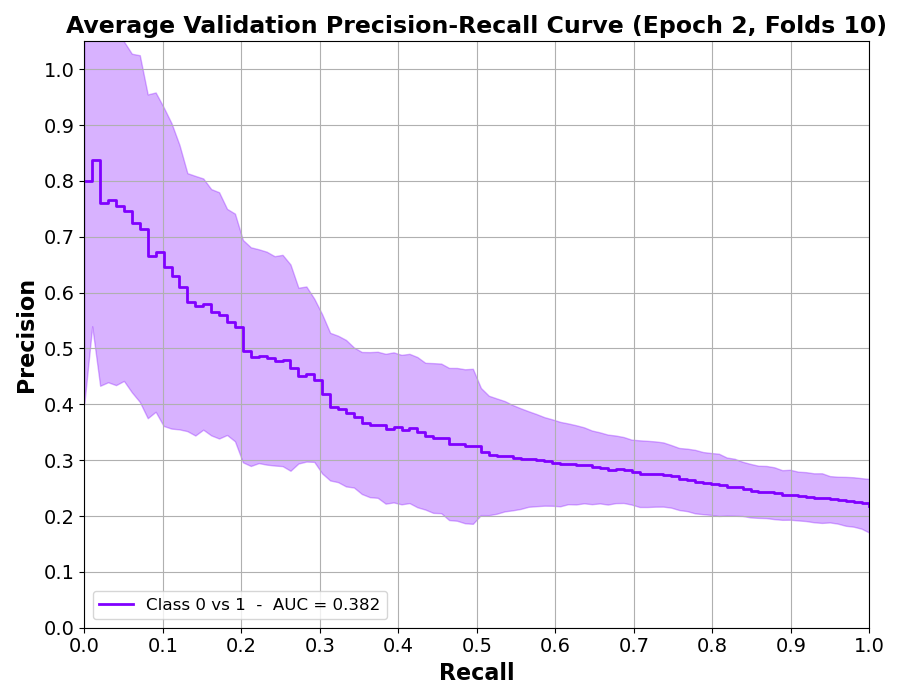 Average Validation Precision-Recall Curve (Epoch 2, Folds 10)
Precision
1.0
0.9
0.8
0.7
0.6
0.5
0.4
0.3
0.2
0.1
0.0
Class 0 vs 1 - AUC = 0.382
0.0 0.1 0.2 0.3 0.4 0.5 0.6 0.7 0.8 0.9 1.0
Recall